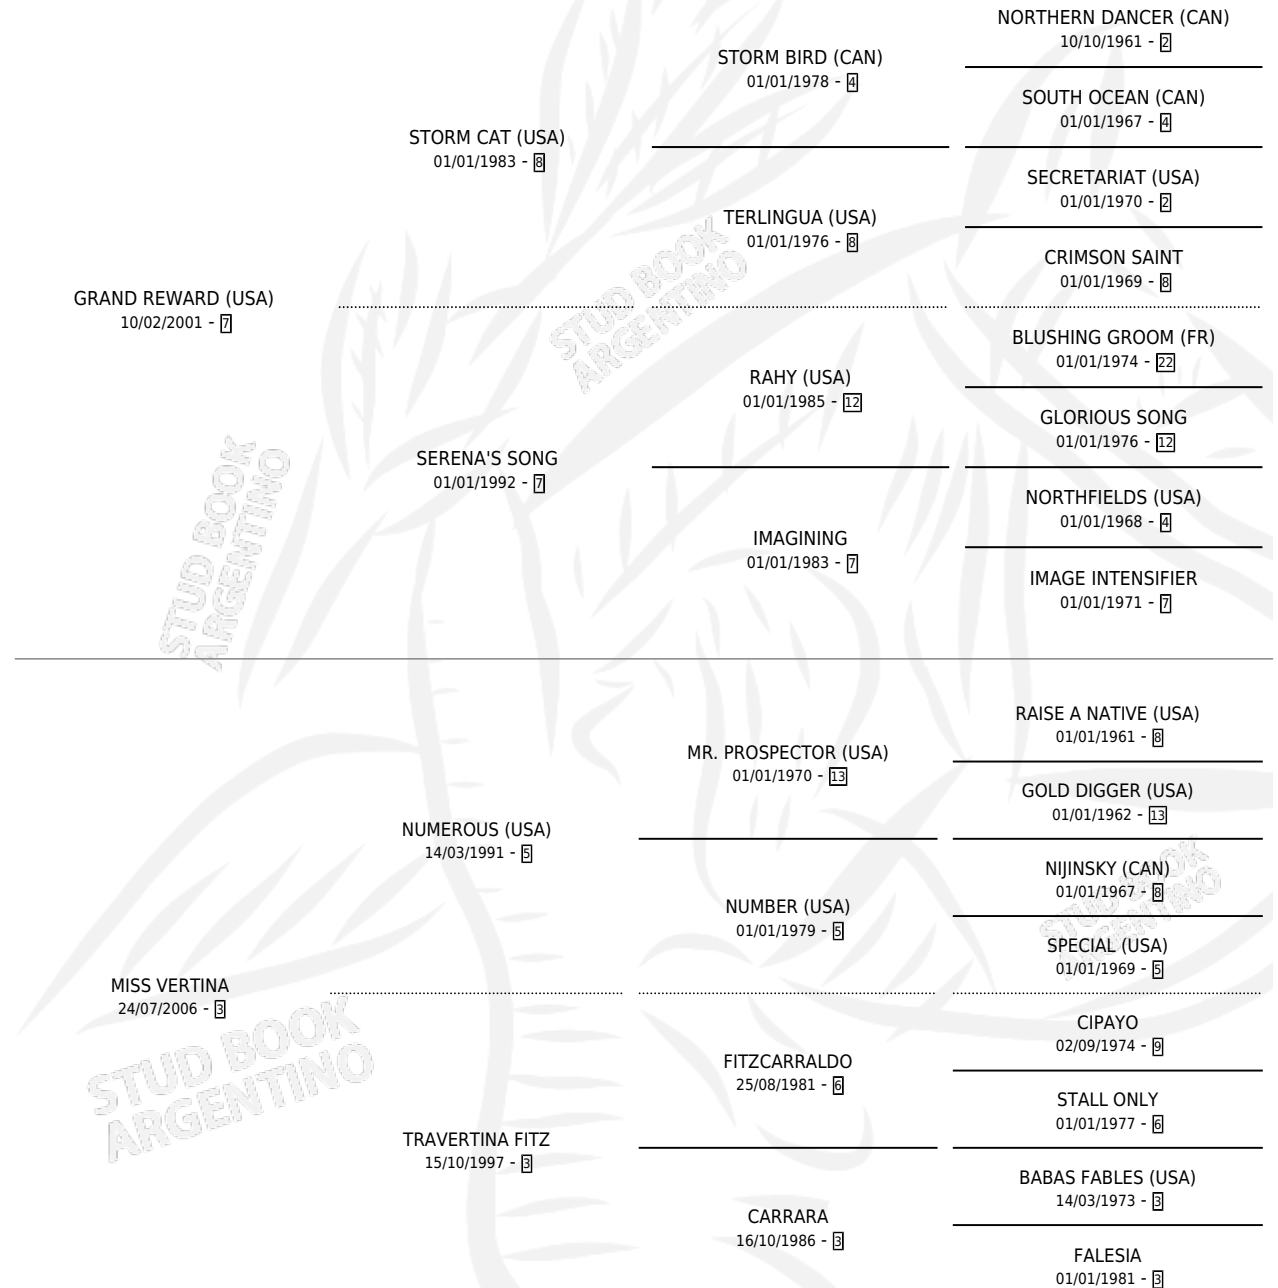 NORTHERN DANCER (CAN)
10/10/1961 - 2
STORM BIRD (CAN)
01/01/1978 - 4
SOUTH OCEAN (CAN)
01/01/1967 - 4
STORM CAT (USA)
01/01/1983 - 8
SECRETARIAT (USA)
01/01/1970 - 2
TERLINGUA (USA)
01/01/1976 - 8
CRIMSON SAINT
01/01/1969 - 8
GRAND REWARD (USA)
10/02/2001 - 7
BLUSHING GROOM (FR)
01/01/1974 - 22
RAHY (USA)
01/01/1985 - 12
GLORIOUS SONG
01/01/1976 - 12
SERENA'S SONG
01/01/1992 - 7
NORTHFIELDS (USA)
01/01/1968 - 4
IMAGINING
01/01/1983 - 7
IMAGE INTENSIFIER
01/01/1971 - 7
RAISE A NATIVE (USA)
01/01/1961 - 8
MR. PROSPECTOR (USA)
01/01/1970 - 13
GOLD DIGGER (USA)
01/01/1962 - 13
NUMEROUS (USA)
14/03/1991 - 5
NIJINSKY (CAN)
01/01/1967 - 8
NUMBER (USA)
01/01/1979 - 5
SPECIAL (USA)
01/01/1969 - 5
MISS VERTINA
24/07/2006 - 3
CIPAYO
02/09/1974 - 9
FITZCARRALDO
25/08/1981 - 6
STALL ONLY
01/01/1977 - 6
TRAVERTINA FITZ
15/10/1997 - 3
BABAS FABLES (USA)
14/03/1973 - 3
CARRARA
16/10/1986 - 3
FALESIA
01/01/1981 - 3
STUD BOOK
ARGENTINO
STUD BOOK
ARGENTINO
STUD BOOK
ARGENTINO
STUD BOOK
ARGENTINO